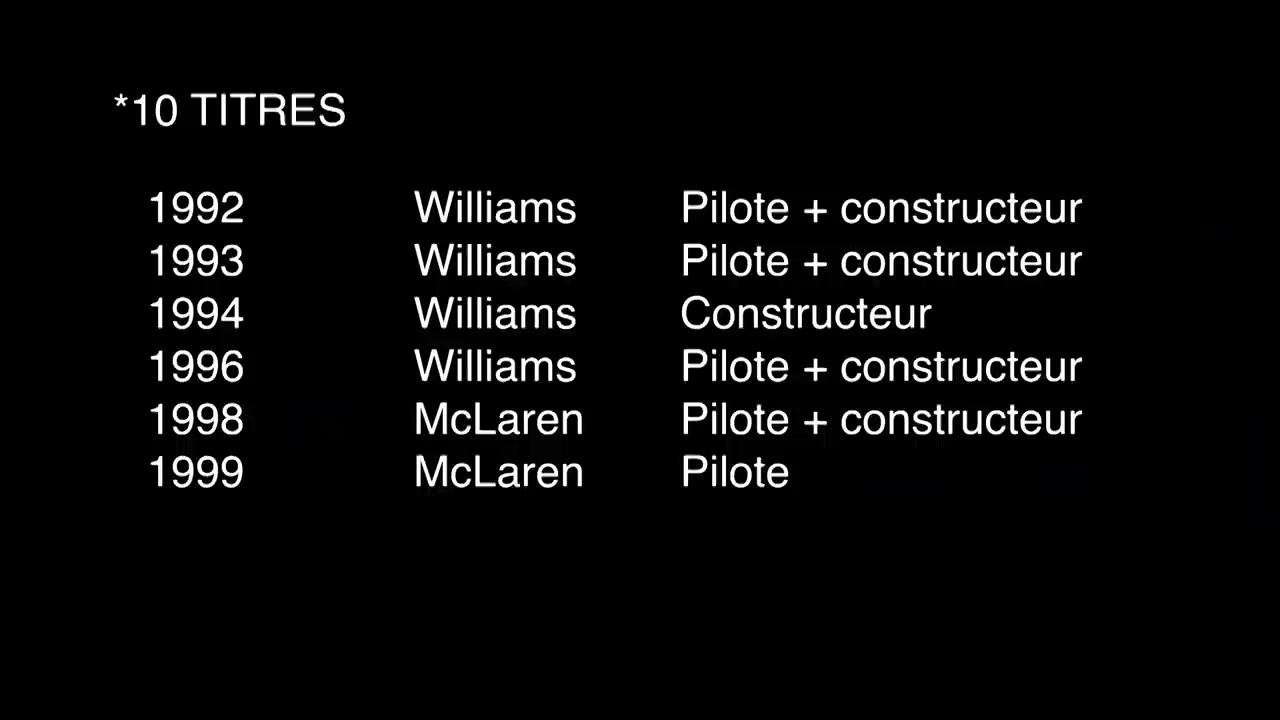 *10 TITRES
1992 Williams Pilote + constructeur
1993 Williams Pilote + constructeur
1994 Williams Constructeur
1996 Williams Pilote + constructeur
1998 McLaren Pilote + constructeur
1999 McLaren Pilote